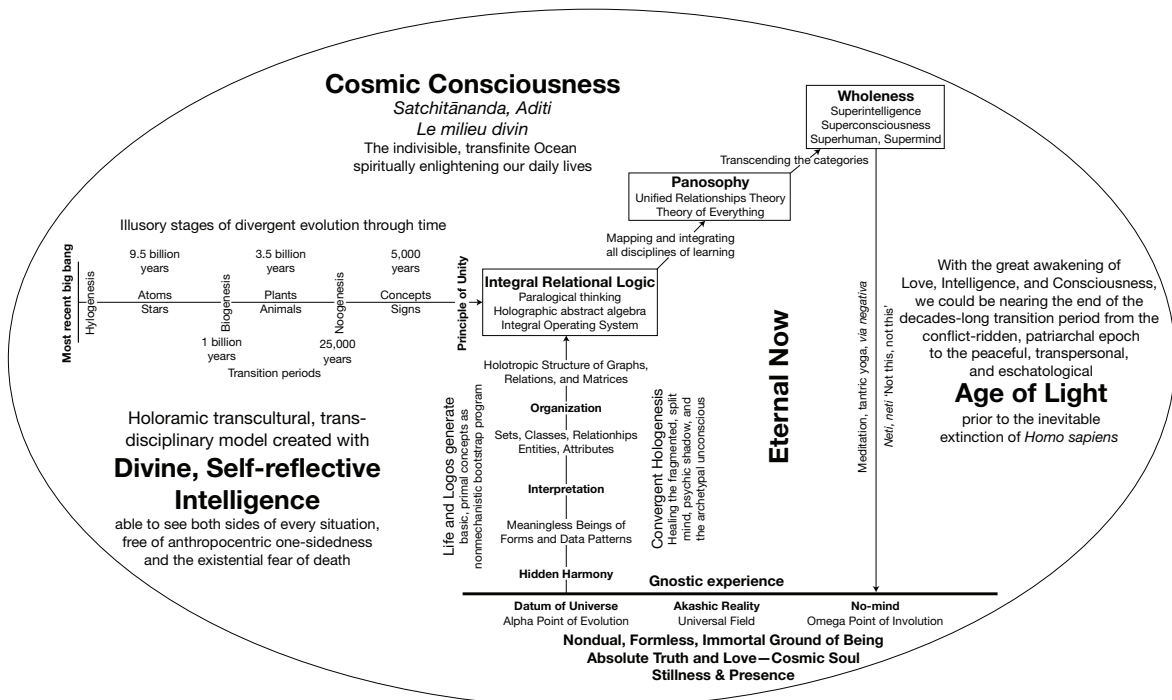 Cosmic Consciousness
Satchitānanda, Aditi
Le milieu divin
The indivisible, transfinite Ocean
spiritually enlightening our daily lives
Wholeness
Superintelligence
Superconsciousness
Superhuman, Supermind
Transcending the categories
Panosophy
Unified Relationships Theory
Theory of Everything
Mapping and integrating
all disciplines of learning
Illusory stages of divergent evolution through time
Most recent big bang
Hylogenesis
9.5 billion
years
Atoms
Stars
Biogenesis
1 billion
years
3.5 billion
years
Plants
Animals
Noogenesis
25,000
years
5,000
years
Concepts
Signs
Transition periods
Principle of Unity
Integral Relational Logic
Paralogical thinking
Holographic abstract algebra
Integral Operating System
Holotropic Structure of Graphs,
Relations, and Matrices
Organization
Sets, Classes, Relationhips
Entities, Attributes
Interpretation
Meaningless Beings of
Forms and Data Patterns
Hidden Harmony
Life and Logos generate
basic, primal concepts as
nonmechanistic bootstrap program
Convergent Hologenesis
Healing the fragmented, split
mind, psychic shadow, and
the archetypal unconscious
Eternal Now
Meditation, tantric yoga, via negativa
Neti, neti 'Not this, not this'
With the great awakening of
Love, Intelligence, and Consciousness,
we could be nearing the end of the
decades-long transition period from the
conflict-ridden, patriarchal epoch
to the peaceful, transpersonal,
and eschatological
Age of Light
prior to the inevitable
extinction of Homo sapiens
Holoramic transcultural, trans-
disciplinary model created with
Divine, Self-reflective
Intelligence
able to see both sides of every situation,
free of anthropocentric one-sidedness
and the existential fear of death
Gnostic experience
Datum of Universe
Alpha Point of Evolution
Akashic Reality
Universal Field
No-mind
Omega Point of Involution
Nondual, Formless, Immortal Ground of Being
Absolute Truth and Love—Cosmic Soul
Stillness & Presence